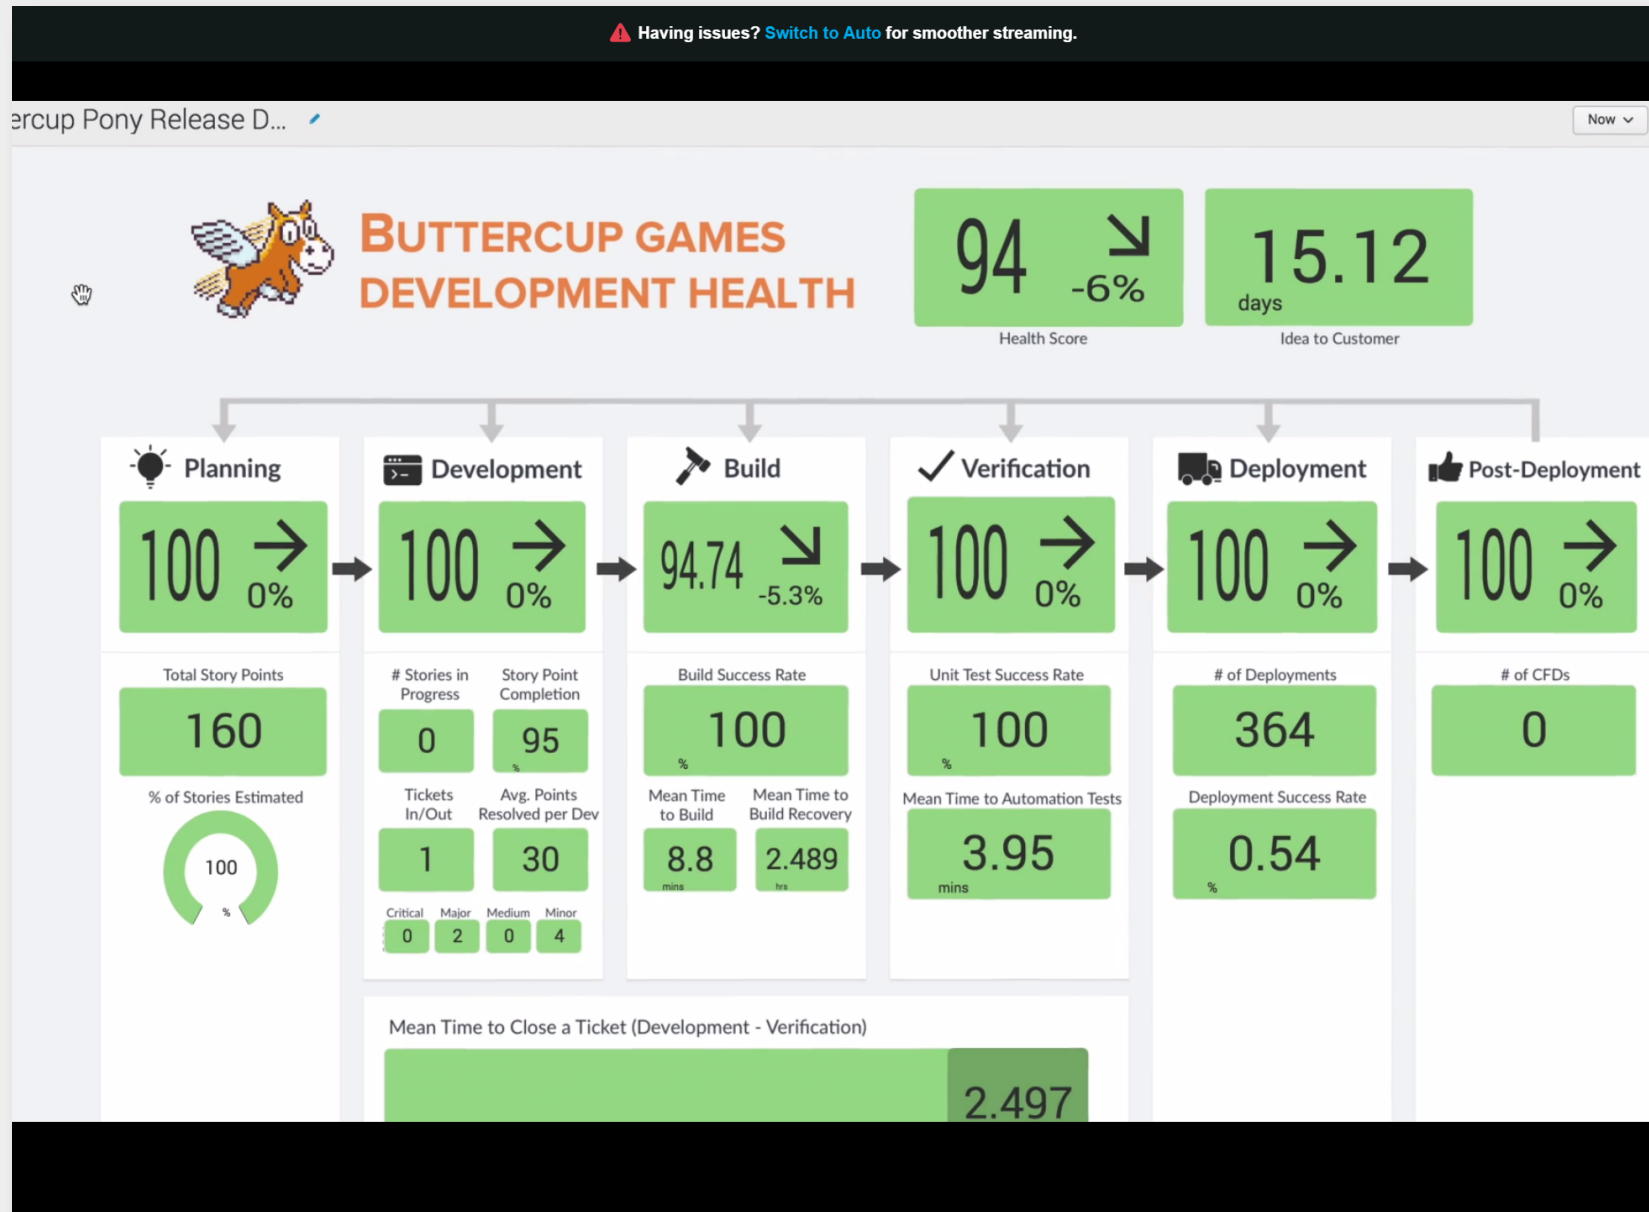 Having issues? Switch to Auto for smoother streaming.
ercup Pony Release D...
Now
BUTTERCUP GAMES
DEVELOPMENT HEALTH
94
-6%
Health Score
15.12
days
Idea to Customer
Planning
100
0%
Total Story Points
160
% of Stories Estimated
100
%
Development
100
0%
# Stories in
Progress
0
Story Point
Completion
95
%
Tickets
In/Out
1
Avg. Points
Resolved per Dev
30
Critical
0
Major
2
Medium
0
Minor
4
Build
94.74
-5.3%
Build Success Rate
100
%
Mean Time
to Build
8.8
mins
Mean Time to
Build Recovery
2.489
hrs
Verification
100
0%
Unit Test Success Rate
100
%
Mean Time to Automation Tests
3.95
mins
Deployment
100
0%
# of Deployments
364
Deployment Success Rate
0.54
%
Post-Deployment
100
0%
# of CFDs
0
Mean Time to Close a Ticket (Development - Verification)
2.497